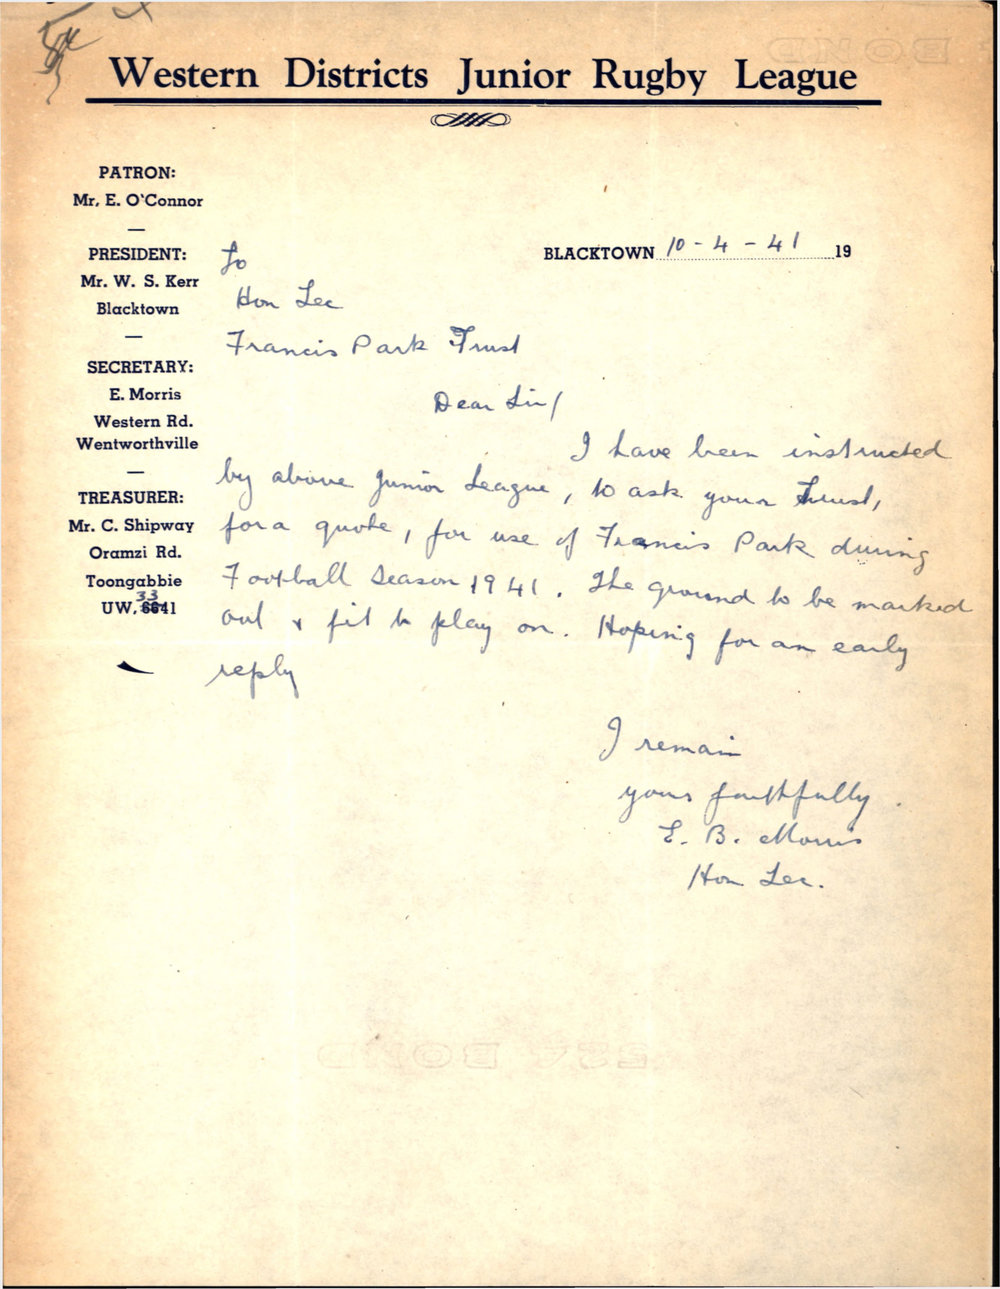 Western Districts Junior Rugby League
PATRON:
Mr. E. O'Connor
—
PRESIDENT:
Mr. W. S. Kerr
Blacktown
—
SECRETARY:
E. Morris
Western Rd.
Wentworthville
—
TREASURER:
Mr. C. Shipway
Oramzi Rd.
Toongabbie
33
UW. 6641
BLACKTOWN 10-4-41 19
To
Hon Sec
Francis Park Trust
Dear Sir/
I have been instructed
by above Junior League, to ask your Trust,
for a quote, for use of Francis Park during
Football Season 1941. The ground to be marked
out & fit to play on. Hoping for an early
reply
I remain
yours faithfully.
E. B. Morris
Hon Sec.
BOND
BOND